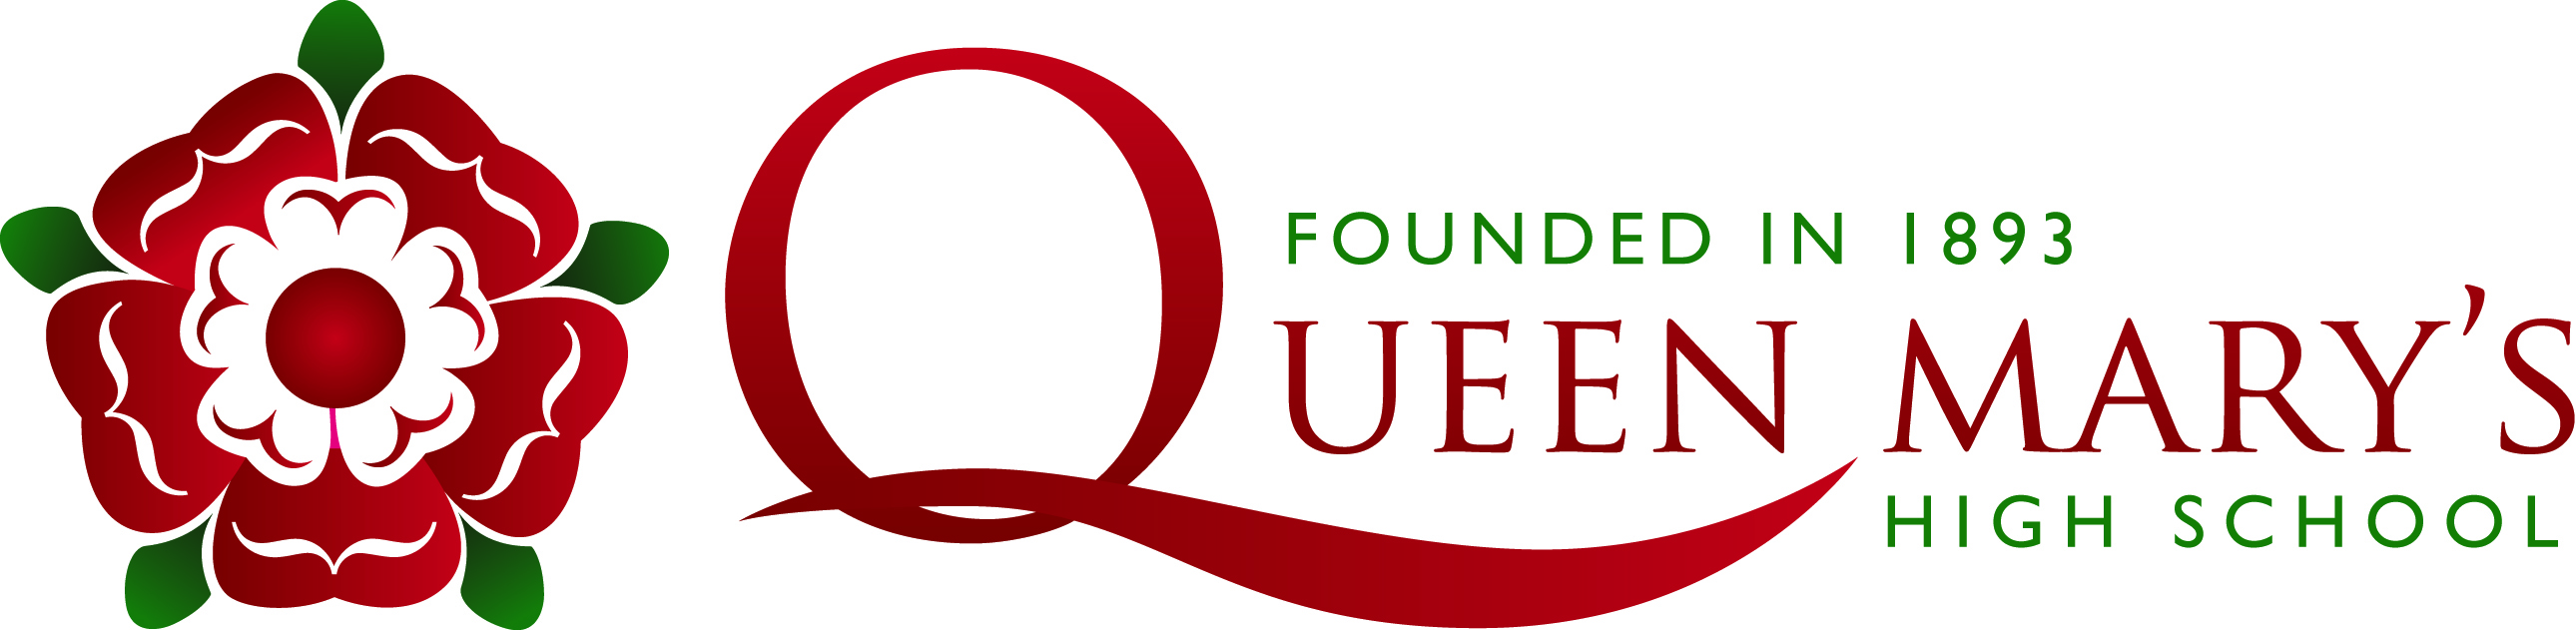 FOUNDED IN 1893
QUEEN MARY'S
HIGH SCHOOL